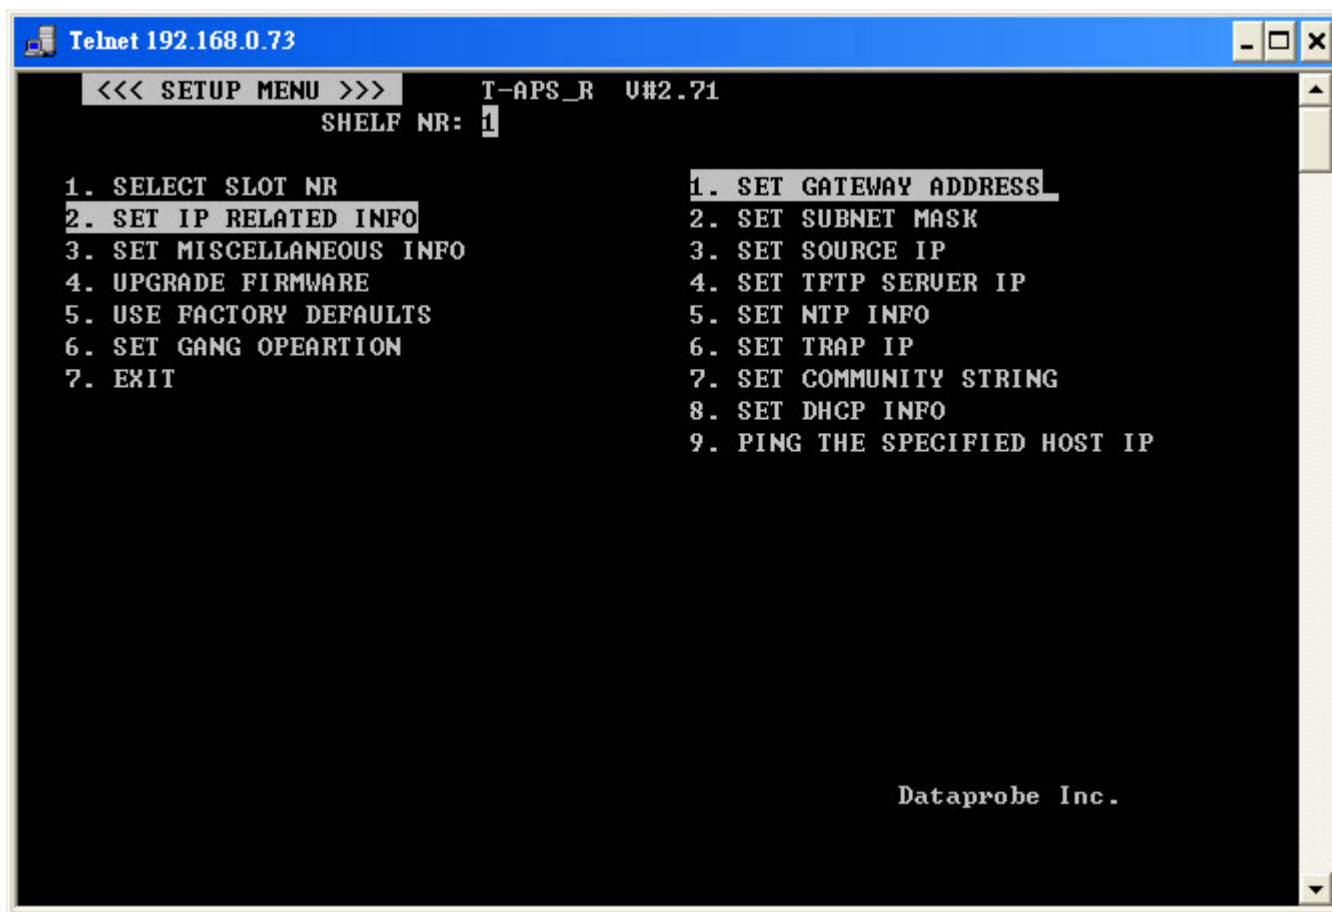 Telnet 192.168.0.73
<<< SETUP MENU >>> T-APS_R V#2.71
SHELF NR: 1
1. SELECT SLOT NR
2. SET IP RELATED INFO
3. SET MISCELLANEOUS INFO
4. UPGRADE FIRMWARE
5. USE FACTORY DEFAULTS
6. SET GANG OPEARTION
7. EXIT
1. SET GATEWAY ADDRESS_
2. SET SUBNET MASK
3. SET SOURCE IP
4. SET TFTP SERVER IP
5. SET NTP INFO
6. SET TRAP IP
7. SET COMMUNITY STRING
8. SET DHCP INFO
9. PING THE SPECIFIED HOST IP
Dataprobe Inc.